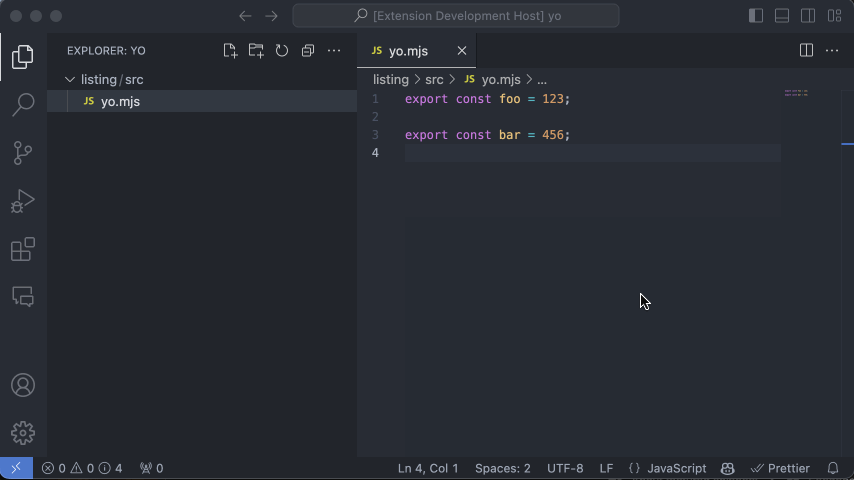 [Extension Development Host] yo
EXPLORER: YO
JS yo.mjs
listing/src
listing > src > JS yo.mjs > ...
JS yo.mjs
1 export const foo = 123;
2
3 export const bar = 456;
4
0 0 4 0
Ln 4, Col 1 Spaces: 2 UTF-8 LF {} JavaScript Prettier